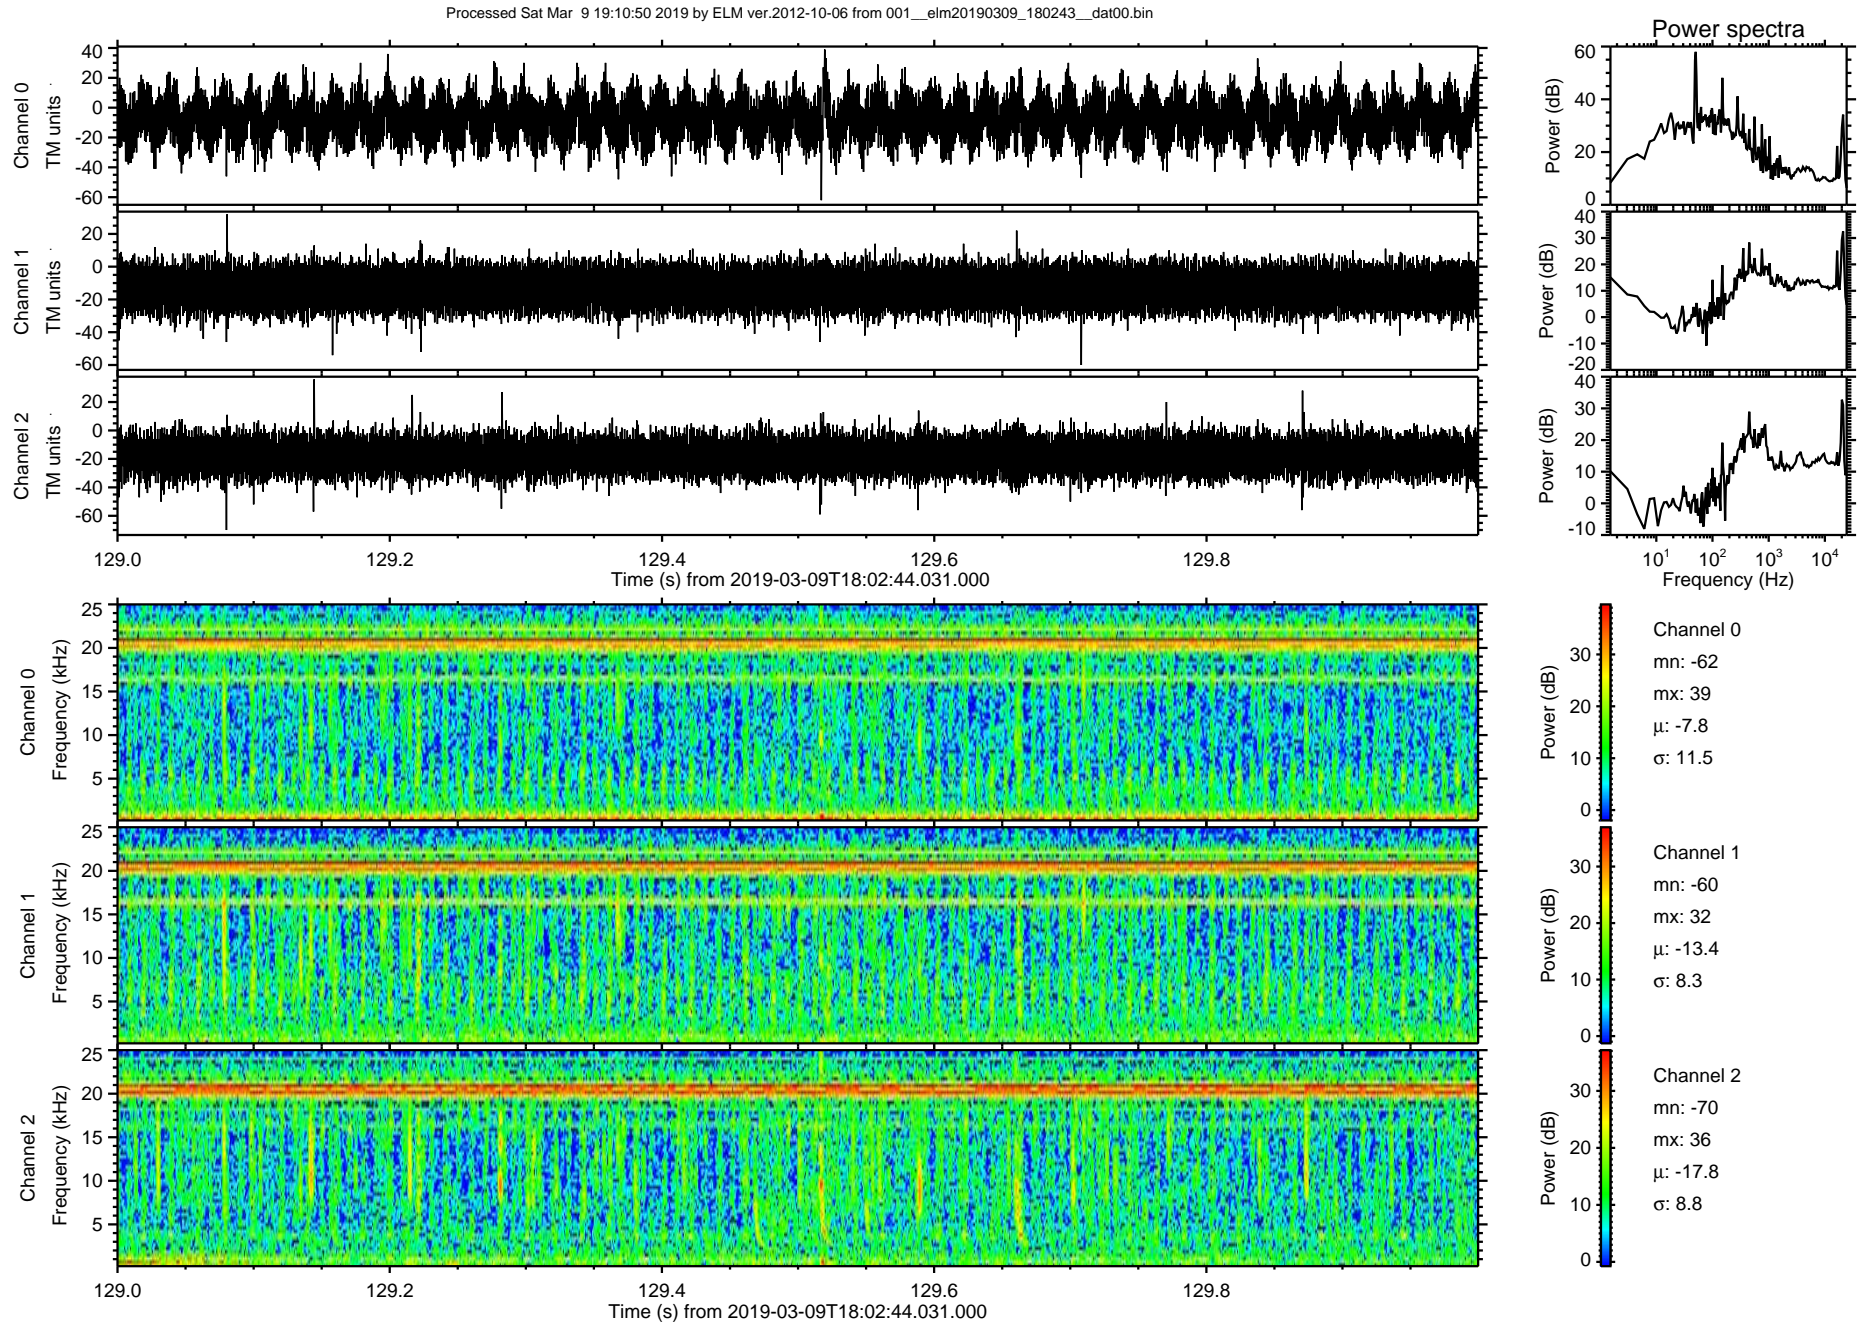 Processed Sat Mar  9 19:10:50 2019 by ELM ver.2012-10-06 from 001__elm20190309_180243__dat00.bin
Power spectra
Channel 0
TM units
40
20
0
-20
-40
-60
Power (dB)
60
40
20
0
Channel 1
TM units
20
0
-20
-40
-60
Power (dB)
40
30
20
10
0
-10
-20
Channel 2
TM units
20
0
-20
-40
-60
Power (dB)
40
30
20
10
0
-10
129.0 129.2 129.4 129.6 129.8
Time (s) from 2019-03-09T18:02:44.031.000
10^1 10^2 10^3 10^4
Frequency (Hz)
Channel 0
Frequency (kHz)
25
20
15
10
5
Power (dB)
30
20
10
0
Channel 0
mn: -62
mx: 39
μ: -7.8
σ: 11.5
Channel 1
Frequency (kHz)
25
20
15
10
5
Power (dB)
30
20
10
0
Channel 1
mn: -60
mx: 32
μ: -13.4
σ: 8.3
Channel 2
Frequency (kHz)
25
20
15
10
5
Power (dB)
30
20
10
0
Channel 2
mn: -70
mx: 36
μ: -17.8
σ: 8.8
129.0 129.2 129.4 129.6 129.8
Time (s) from 2019-03-09T18:02:44.031.000